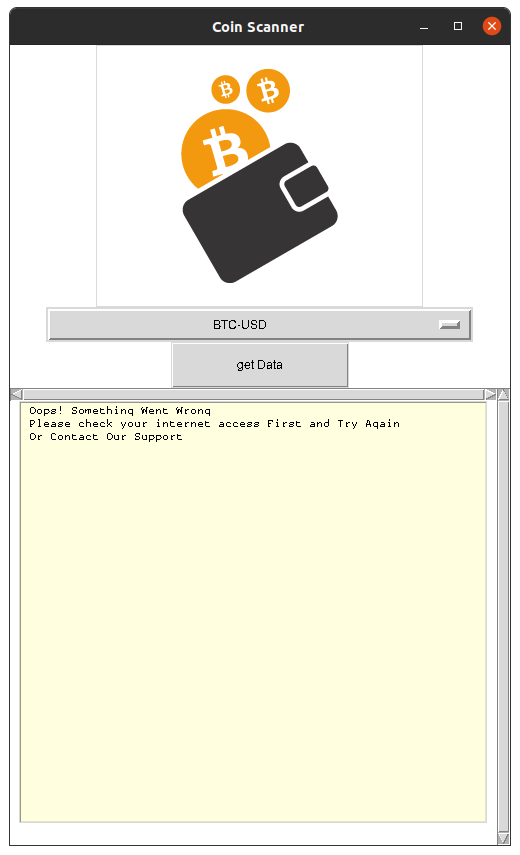 Coin Scanner
BTC-USD
get Data
Oops! Something Went Wrong
Please check your internet access First and Try Again
Or Contact Our Support